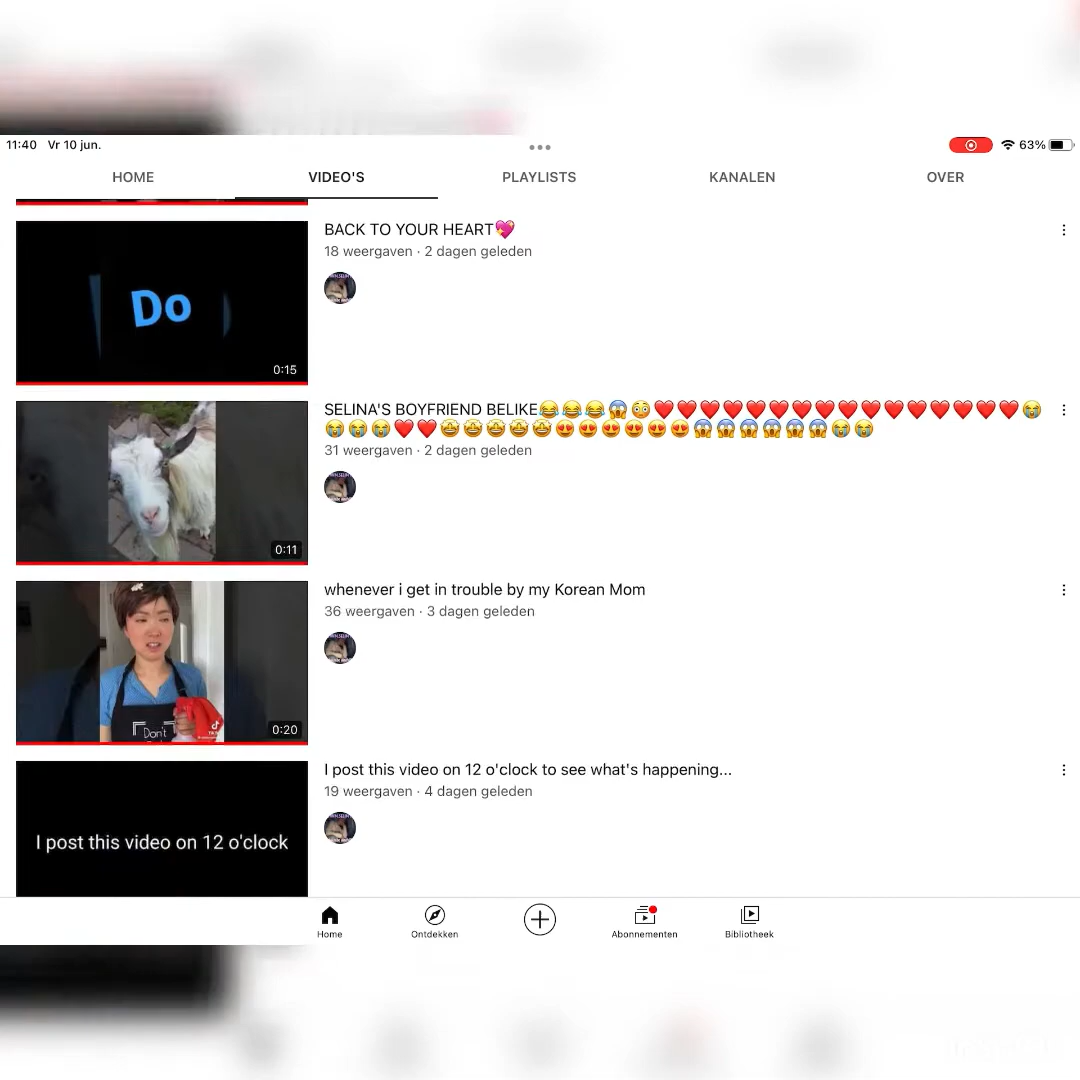 11:40 Vr 10 jun.
63%
HOME
VIDEO'S
PLAYLISTS
KANALEN
OVER
Do
0:15
BACK TO YOUR HEART💖
18 weergaven · 2 dagen geleden
0:11
SELINA'S BOYFRIEND BELIKE😂😂😂😱😳❤️❤️❤️❤️❤️❤️❤️❤️❤️❤️❤️❤️❤️❤️❤️❤️😭
😭😭😭❤️❤️🤩🤩🤩🤩🤩😍😍😍😍😍😍😱😱😱😱😱😱😭😭
31 weergaven · 2 dagen geleden
Don't
0:20
whenever i get in trouble by my Korean Mom
36 weergaven · 3 dagen geleden
I post this video on 12 o'clock
I post this video on 12 o'clock to see what's happening...
19 weergaven · 4 dagen geleden
Home
Ontdekken
Abonnementen
Bibliotheek